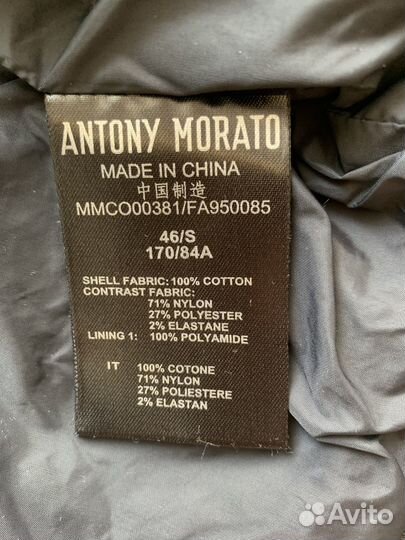 ANTONY MORATO
MADE IN CHINA
中国制造
MMCO00381/FA950085
46/S
170/84A
SHELL FABRIC: 100% COTTON
CONTRAST FABRIC:
71% NYLON
27% POLYESTER
2% ELASTANE
LINING 1: 100% POLYAMIDE
IT 100% COTONE
71% NYLON
27% POLIESTERE
2% ELASTAN
Avito